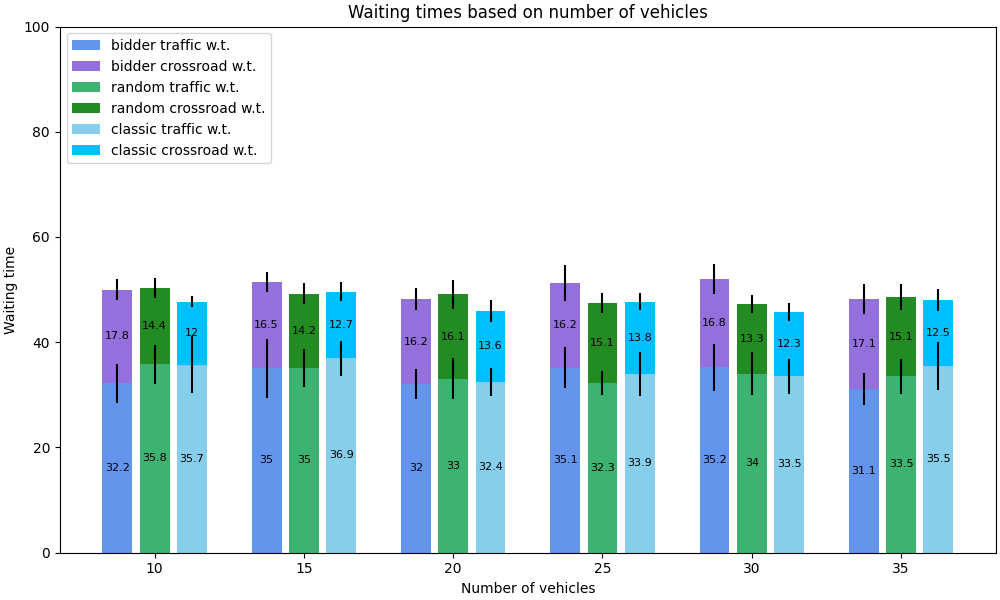 Waiting times based on number of vehicles
100
80
60
40
20
0
Waiting time
bidder traffic w.t.
bidder crossroad w.t.
random traffic w.t.
random crossroad w.t.
classic traffic w.t.
classic crossroad w.t.
17.8 14.4 12 16.5 14.2 12.7 16.2 16.1 13.6 16.2 15.1 13.8 16.8 13.3 12.3 17.1 15.1 12.5
32.2 35.8 35.7 35 35 36.9 32 33 32.4 35.1 32.3 33.9 35.2 34 33.5 31.1 33.5 35.5
10 15 20 25 30 35
Number of vehicles